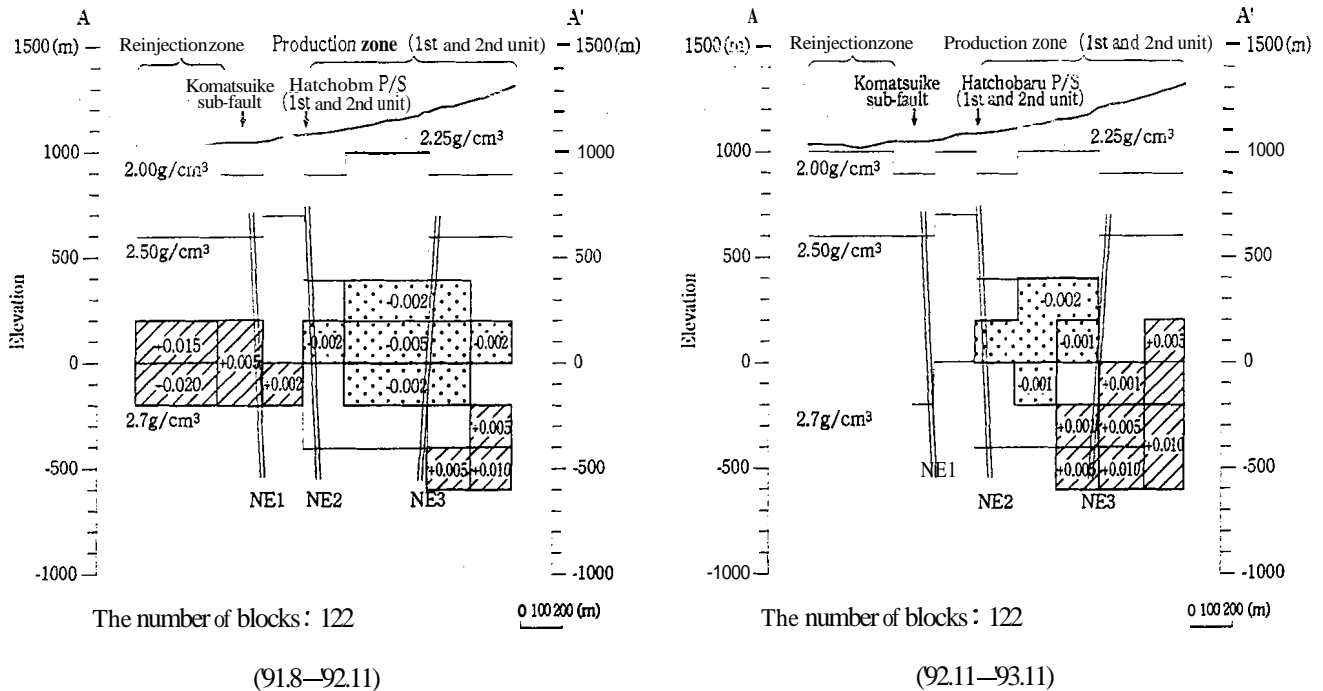 A A'
1500(m) 1500(m)
Reinjectionzone Production zone (1st and 2nd unit)
Komatsuike
sub-fault
Hatchobm P/S
(1st and 2nd unit)
2.25g/cm³
1000 1000
2.00g/cm³
500 500
2.50g/cm³
Elevation
-0.002
+0.015 +0.005 -0.002 -0.005 -0.002
0 0
+0.020 +0.002 -0.002
2.7g/cm³
+0.005
-500 +0.005 +0.010 -500
NE1 NE2 NE3
-1000 -1000
The number of blocks: 122
0 100 200 (m)
('91.8—'92.11)
A A'
1500(m) 1500(m)
Reinjectionzone Production zone (1st and 2nd unit)
Komatsuike
sub-fault
Hatchobaru P/S
(1st and 2nd unit)
2.25g/cm³
1000 1000
2.00g/cm³
500 500
2.50g/cm³
Elevation
-0.002
-0.001 +0.005
0 0
-0.001 +0.001
2.7g/cm³
+0.001 +0.005 +0.010
-500 +0.005 +0.010 -500
NE1 NE2 NE3
-1000 -1000
The number of blocks: 122
0 100 200 (m)
('92.11—'93.11)